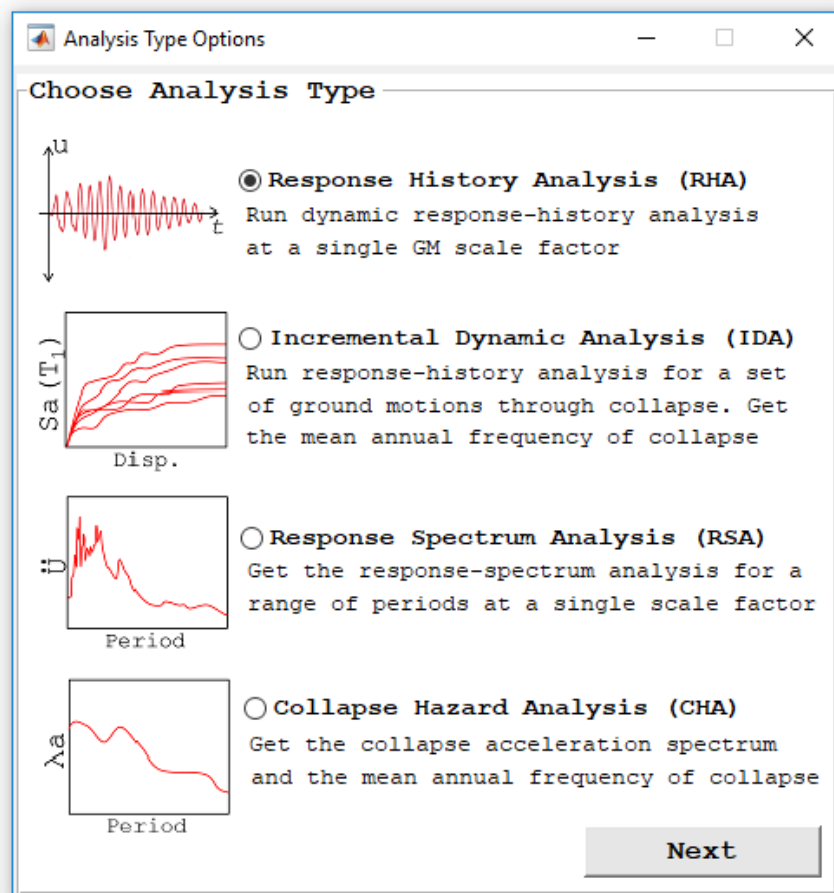 Analysis Type Options
Choose Analysis Type
u
t
Response History Analysis (RHA)
Run dynamic response-history analysis
at a single GM scale factor
Sa(T₁)
Disp.
Incremental Dynamic Analysis (IDA)
Run response-history analysis for a set
of ground motions through collapse. Get
the mean annual frequency of collapse
Ü
Period
Response Spectrum Analysis (RSA)
Get the response-spectrum analysis for a
range of periods at a single scale factor
λa
Period
Collapse Hazard Analysis (CHA)
Get the collapse acceleration spectrum
and the mean annual frequency of collapse
Next